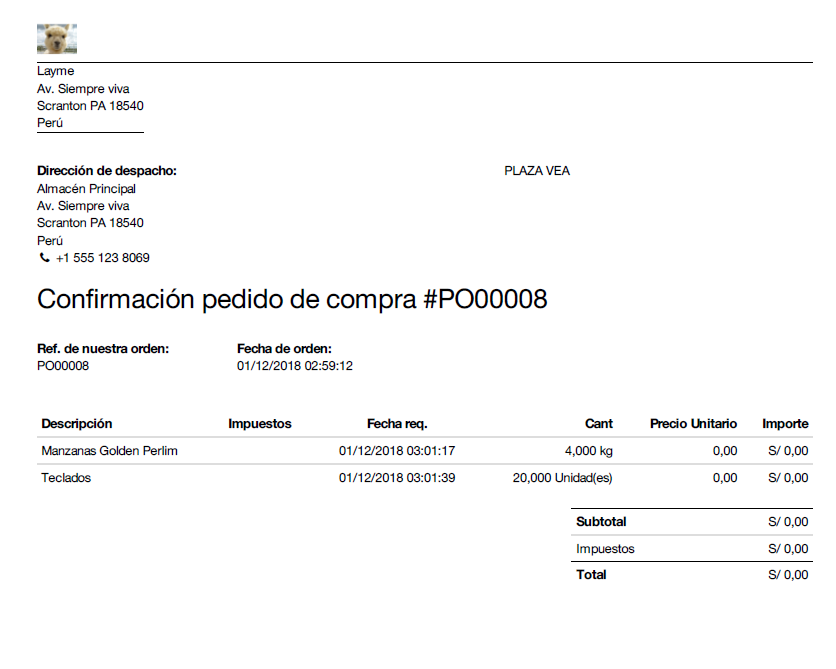 Layme
Av. Siempre viva
Scranton PA 18540
Perú
Dirección de despacho:
Almacén Principal
Av. Siempre viva
Scranton PA 18540
Perú
+1 555 123 8069
PLAZA VEA
Confirmación pedido de compra #PO00008
Ref. de nuestra orden: Fecha de orden:
PO00008 01/12/2018 02:59:12
Descripción Impuestos Fecha req. Cant Precio Unitario Importe
Manzanas Golden Perlim 01/12/2018 03:01:17 4,000 kg 0,00 S/ 0,00
Teclados 01/12/2018 03:01:39 20,000 Unidad(es) 0,00 S/ 0,00
Subtotal S/ 0,00
Impuestos S/ 0,00
Total S/ 0,00